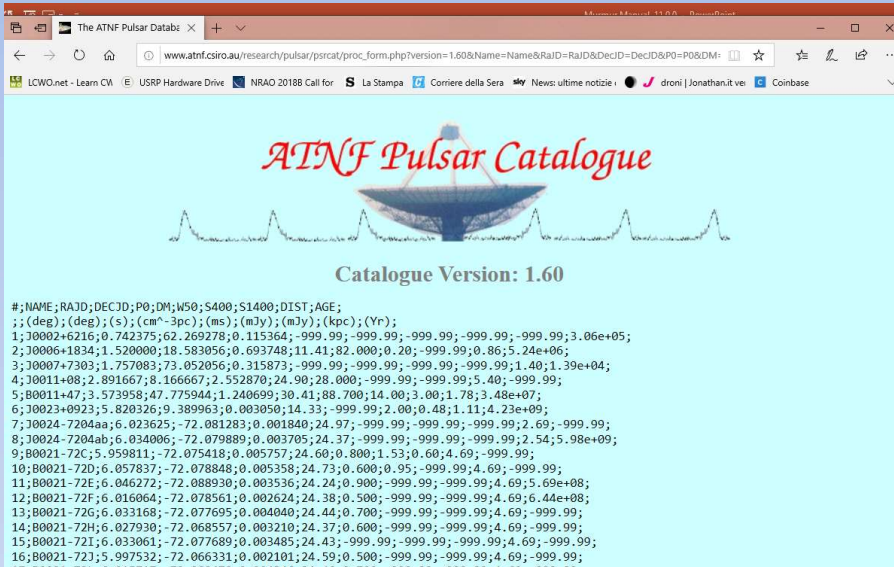 The ATNF Pulsar Databa
www.atnf.csiro.au/research/pulsar/psrcat/proc_form.php?version=1.60&Name=Name&RaJD=RaJD&DecJD=DecJD&P0=P0&DM=
LCWO.net - Learn CW USRP Hardware Drive NRAO 2018B Call for La Stampa Corriere della Sera sky News: ultime notizie droni | Jonathan.it ve Coinbase
ATNF Pulsar Catalogue
Catalogue Version: 1.60
#;NAME;RAJD;DECJD;P0;DM;W50;S400;S1400;DIST;AGE;
;;(deg);(deg);(s);(cm^-3pc);(ms);(mJy);(mJy);(kpc);(Yr);
1;J0002+6216;0.742375;62.269278;0.115364;-999.99;-999.99;-999.99;-999.99;-999.99;3.06e+05;
2;J0006+1834;1.520000;18.583056;0.693748;11.41;82.000;0.20;-999.99;0.86;5.24e+06;
3;J0007+7303;1.757083;73.052056;0.315873;-999.99;-999.99;-999.99;-999.99;1.40;1.39e+04;
4;J0011+08;2.891667;8.166667;2.552870;24.90;28.000;-999.99;-999.99;5.40;-999.99;
5;B0011+47;3.573958;47.775944;1.240699;30.41;88.700;14.00;3.00;1.78;3.48e+07;
6;J0023+0923;5.820326;9.389963;0.003050;14.33;-999.99;2.00;0.48;1.11;4.23e+09;
7;J0024-7204aa;6.023625;-72.081283;0.001840;24.97;-999.99;-999.99;-999.99;2.69;-999.99;
8;J0024-7204ab;6.034006;-72.079889;0.003705;24.37;-999.99;-999.99;-999.99;2.54;5.98e+09;
9;B0021-72C;5.959811;-72.075418;0.005757;24.60;0.800;1.53;0.60;4.69;-999.99;
10;B0021-72D;6.057837;-72.078848;0.005358;24.73;0.600;0.95;-999.99;4.69;-999.99;
11;B0021-72E;6.046272;-72.088930;0.003536;24.24;0.900;-999.99;-999.99;4.69;5.69e+08;
12;B0021-72F;6.016064;-72.078561;0.002624;24.38;0.500;-999.99;-999.99;4.69;6.44e+08;
13;B0021-72G;6.033168;-72.077695;0.004040;24.44;0.700;-999.99;-999.99;4.69;-999.99;
14;B0021-72H;6.027930;-72.068557;0.003210;24.37;0.600;-999.99;-999.99;4.69;-999.99;
15;B0021-72I;6.033061;-72.077689;0.003485;24.43;-999.99;-999.99;-999.99;4.69;-999.99;
16;B0021-72J;5.997532;-72.066331;0.002101;24.59;0.500;-999.99;-999.99;4.69;-999.99;